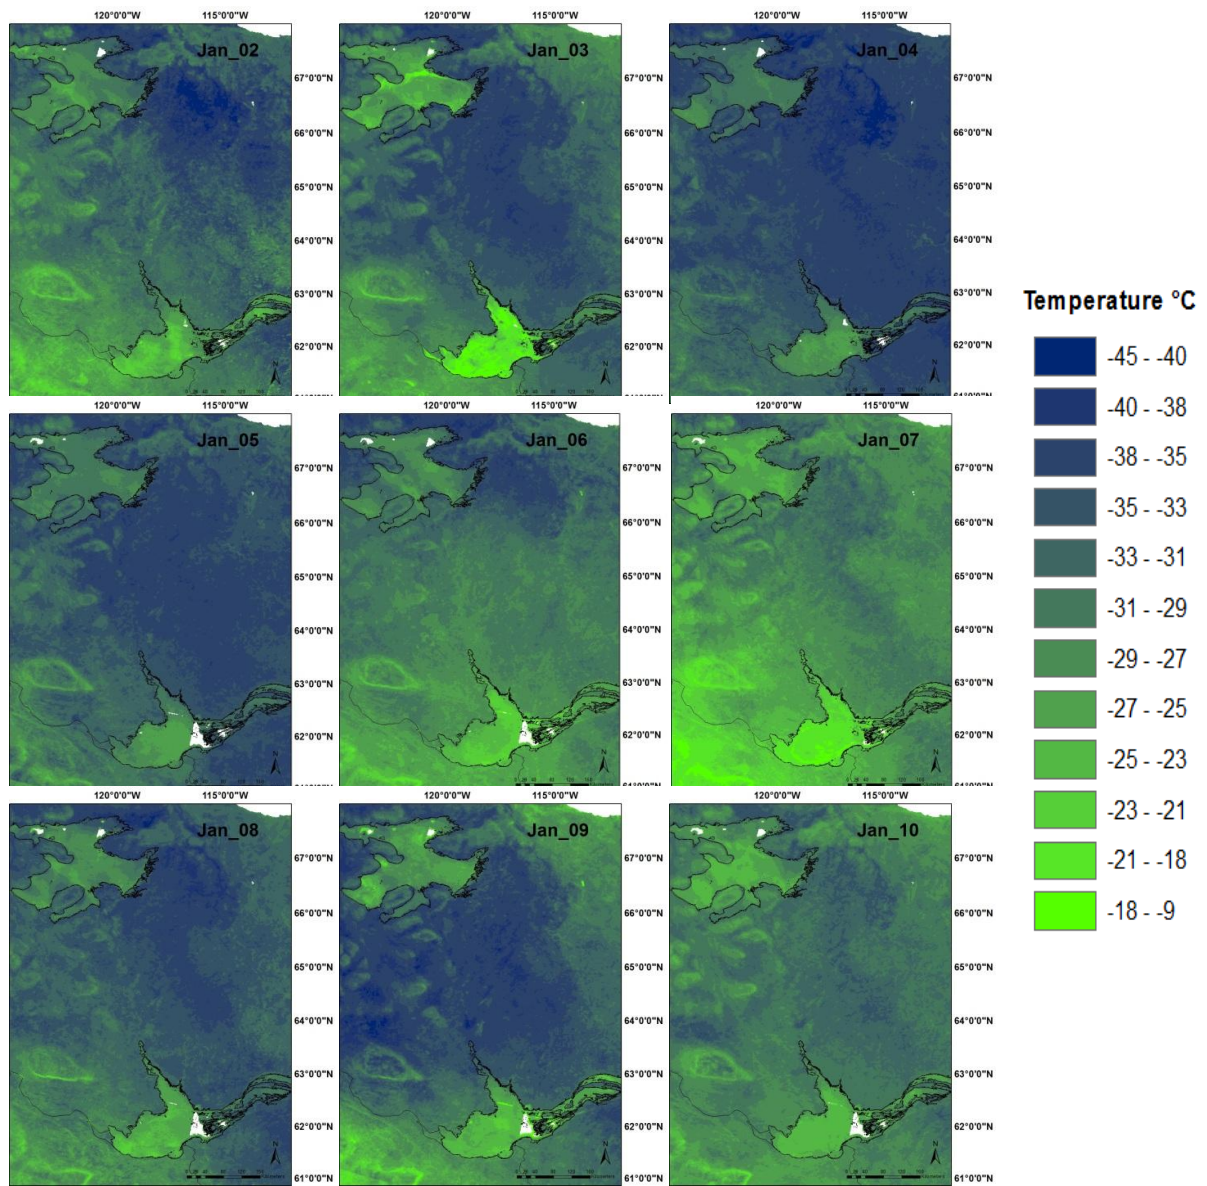 120°0'0"W 115°0'0"W 120°0'0"W 115°0'0"W 120°0'0"W 115°0'0"W
Jan_02 Jan_03 Jan_04
67°0'0"N 67°0'0"N 67°0'0"N
66°0'0"N 66°0'0"N 66°0'0"N
65°0'0"N 65°0'0"N 65°0'0"N
64°0'0"N 64°0'0"N 64°0'0"N
63°0'0"N 63°0'0"N 63°0'0"N
62°0'0"N 62°0'0"N 62°0'0"N
N N N
120°0'0"W 115°0'0"W 120°0'0"W 115°0'0"W 120°0'0"W 115°0'0"W
Jan_05 Jan_06 Jan_07
67°0'0"N 67°0'0"N 67°0'0"N
66°0'0"N 66°0'0"N 66°0'0"N
65°0'0"N 65°0'0"N 65°0'0"N
64°0'0"N 64°0'0"N 64°0'0"N
63°0'0"N 63°0'0"N 63°0'0"N
62°0'0"N 62°0'0"N 62°0'0"N
N N N
120°0'0"W 115°0'0"W 120°0'0"W 115°0'0"W 120°0'0"W 115°0'0"W
Jan_08 Jan_09 Jan_10
67°0'0"N 67°0'0"N 67°0'0"N
66°0'0"N 66°0'0"N 66°0'0"N
65°0'0"N 65°0'0"N 65°0'0"N
64°0'0"N 64°0'0"N 64°0'0"N
63°0'0"N 63°0'0"N 63°0'0"N
62°0'0"N 62°0'0"N 62°0'0"N
N N N
61°0'0"N 61°0'0"N 61°0'0"N
Temperature °C
-45 - -40
-40 - -38
-38 - -35
-35 - -33
-33 - -31
-31 - -29
-29 - -27
-27 - -25
-25 - -23
-23 - -21
-21 - -18
-18 - -9